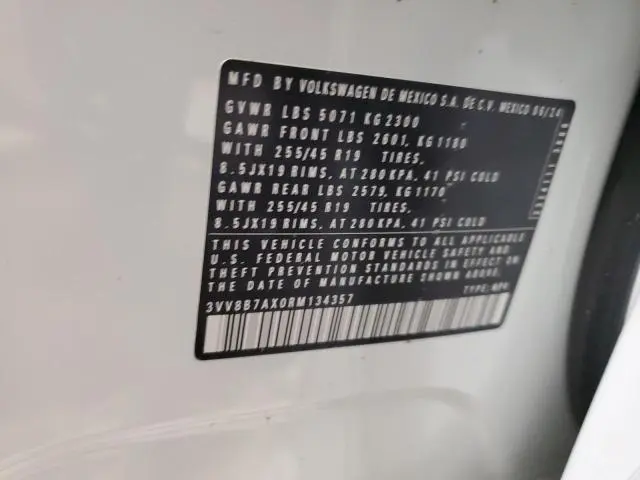 MFD BY VOLKSWAGEN DE MEXICO S.A. DE C.V. MEXICO 06/24
GVWR LBS 5071 KG 2300
GAWR FRONT LBS 2601, KG 1180
WITH 255/45 R19 TIRES,
8.5JX19 RIMS, AT 280 KPA, 41 PSI COLD
GAWR REAR LBS 2579, KG 1170
WITH 255/45 R19 TIRES,
8.5JX19 RIMS, AT 280 KPA, 41 PSI COLD
THIS VEHICLE CONFORMS TO ALL APPLICABLE
U.S. FEDERAL MOTOR VEHICLE SAFETY AND
THEFT PREVENTION STANDARDS IN EFFECT ON
THE DATE OF MANUFACTURE SHOWN ABOVE.
3VV8B7AX0RM134357 TYPE: MPV